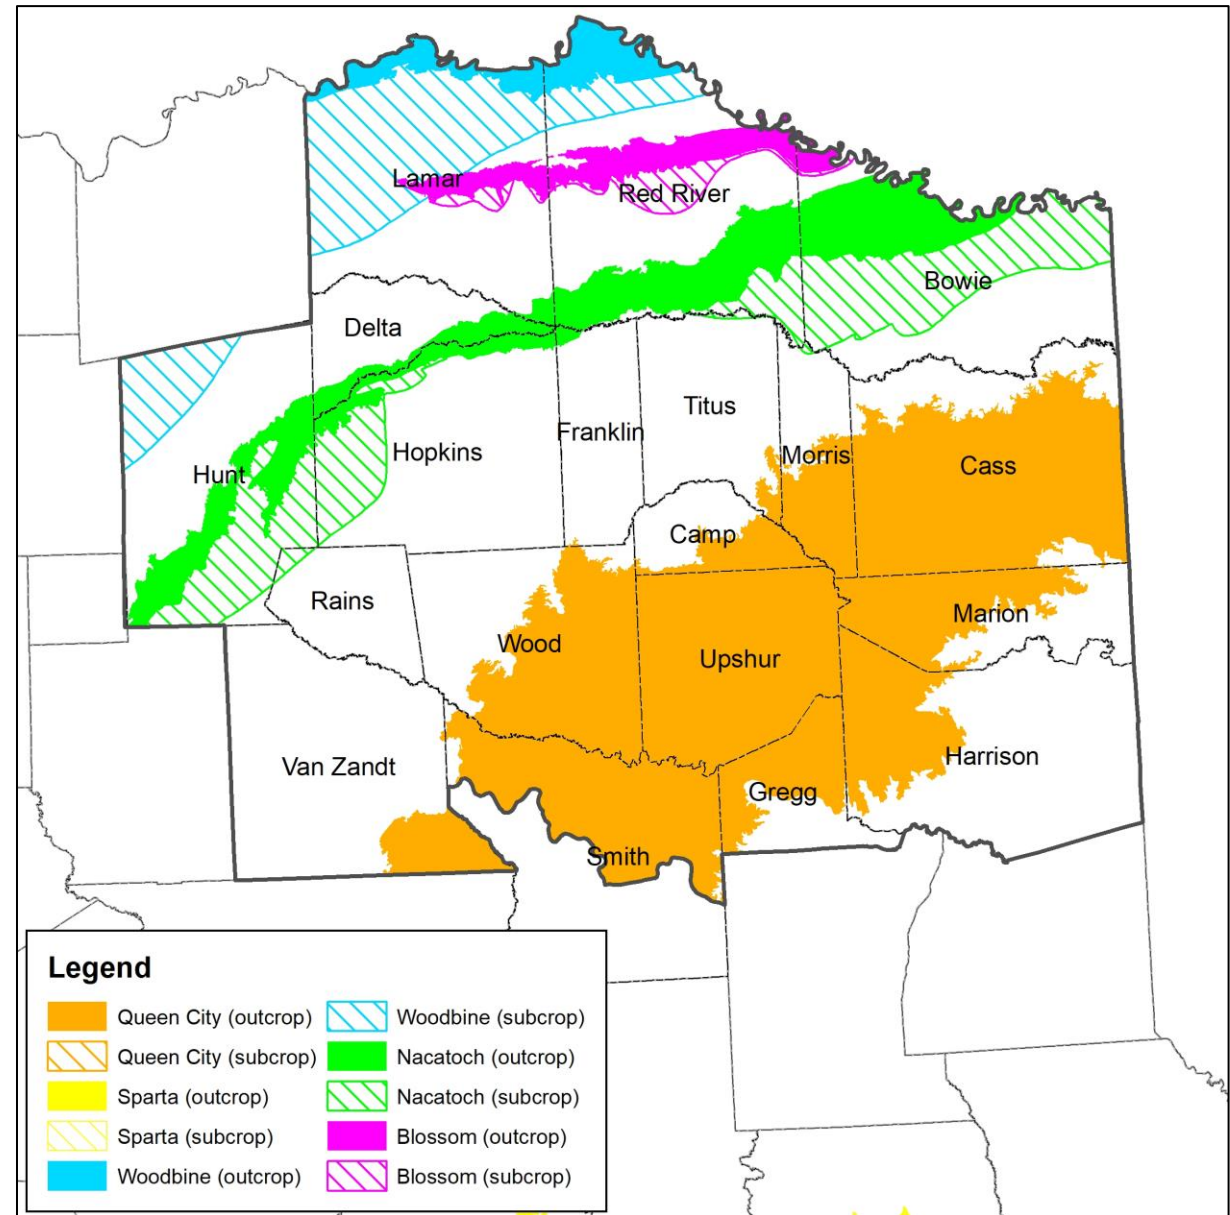 Lamar
Red River
Bowie
Delta
Titus
Franklin
Hopkins
Morris
Cass
Hunt
Camp
Rains
Marion
Wood
Upshur
Van Zandt
Harrison
Gregg
Smith
Legend
Queen City (outcrop)
Queen City (subcrop)
Sparta (outcrop)
Sparta (subcrop)
Woodbine (outcrop)
Woodbine (subcrop)
Nacatoch (outcrop)
Nacatoch (subcrop)
Blossom (outcrop)
Blossom (subcrop)